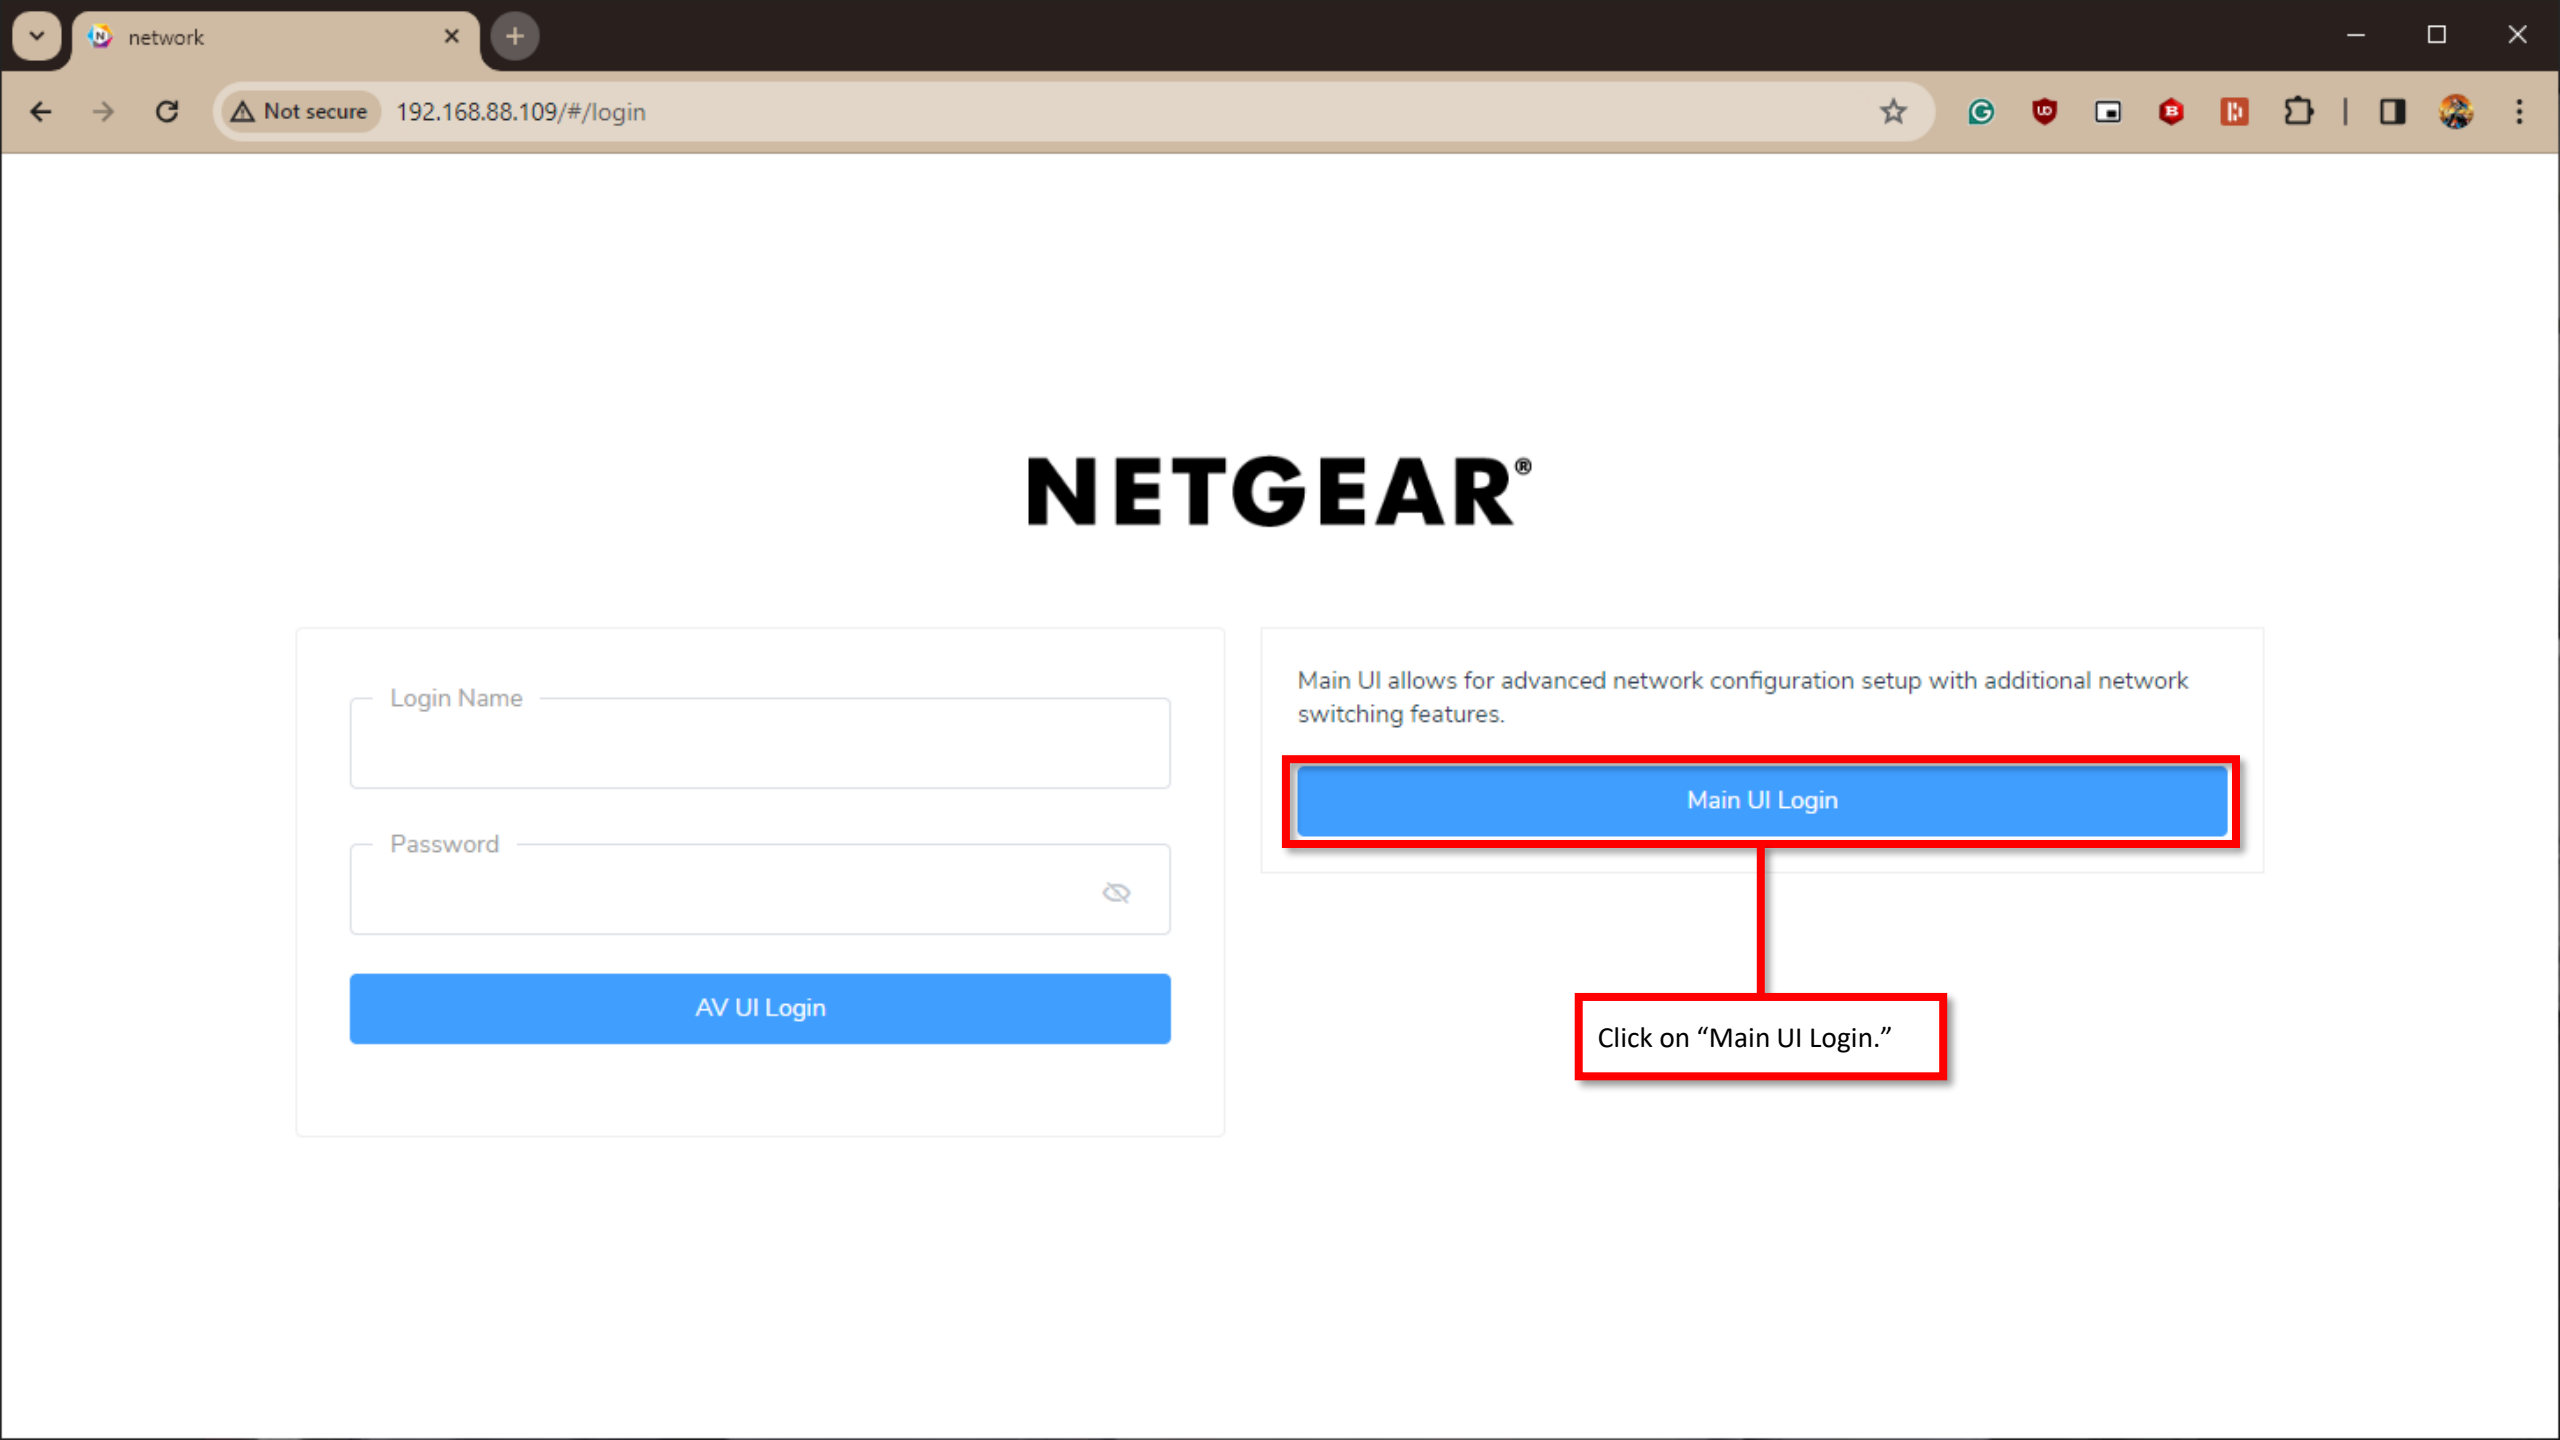 network
Not secure
192.168.88.109/#/login
NETGEAR®
Login Name
Password
AV UI Login
Main UI allows for advanced network configuration setup with additional network
switching features.
Main UI Login
Click on “Main UI Login.”